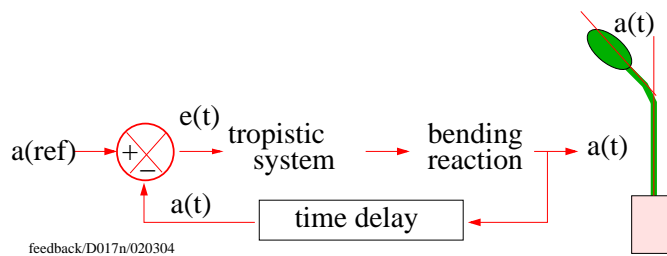 a(t)
e(t)
tropistic system
bending reaction
a(ref)
+
−
a(t)
a(t)
time delay
feedback/D017n/020304